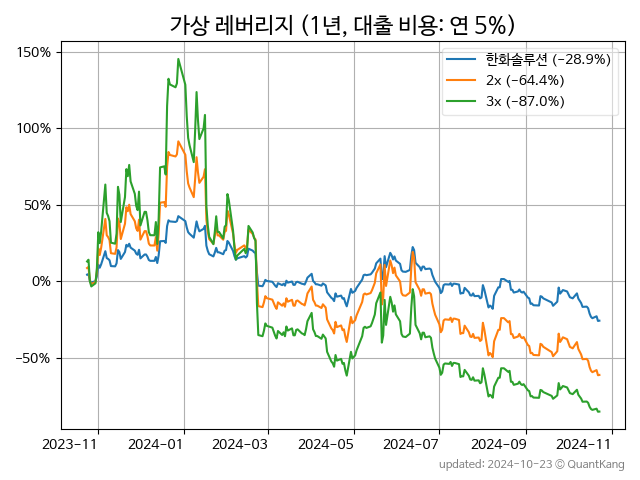 가상 레버리지 (1년, 대출 비용: 연 5%)
150%
100%
50%
0%
−50%
한화솔루션 (−28.9%)
2x (−64.4%)
3x (−87.0%)
2023-11
2024-01
2024-03
2024-05
2024-07
2024-09
2024-11
updated: 2024-10-23 © QuantKang